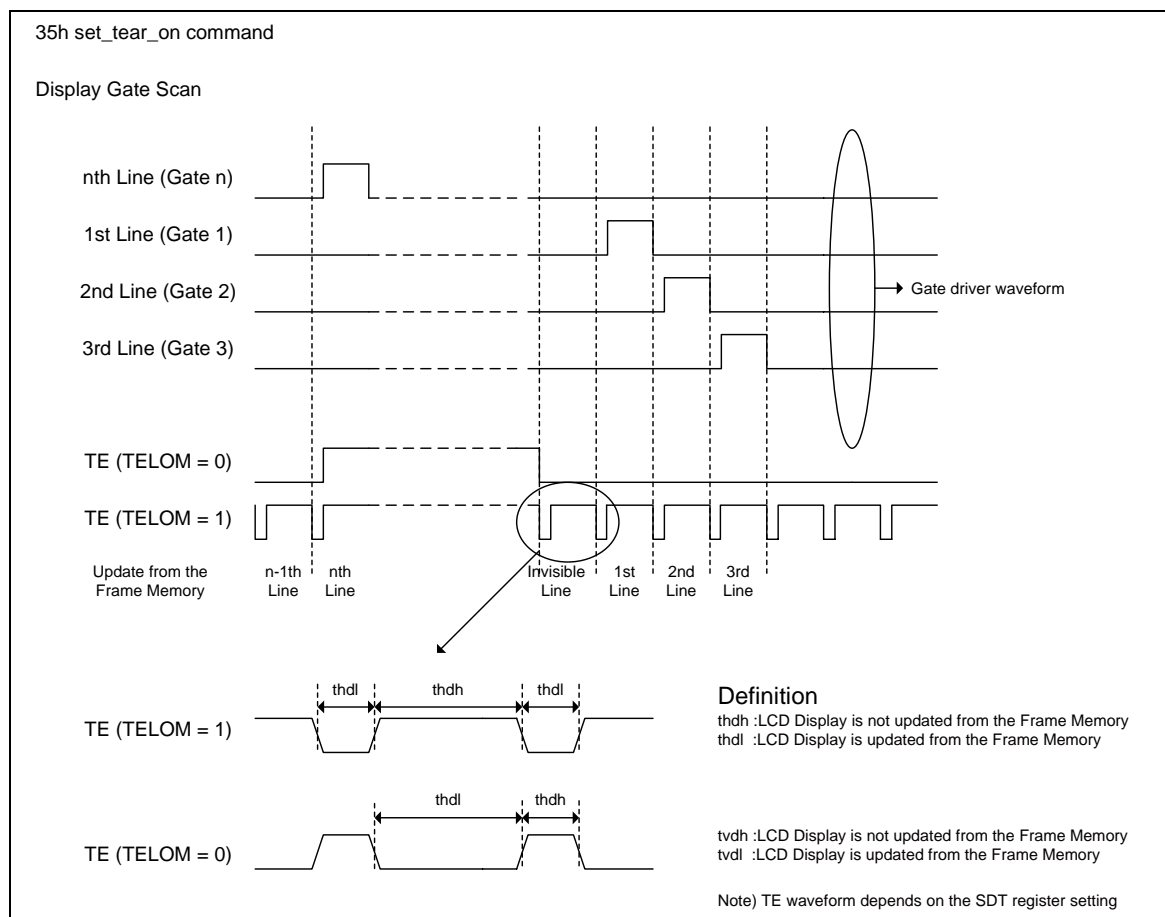 35h set_tear_on command
Display Gate Scan
nth Line (Gate n)
1st Line (Gate 1)
2nd Line (Gate 2)
Gate driver waveform
3rd Line (Gate 3)
TE (TELOM = 0)
TE (TELOM = 1)
Update from the
Frame Memory
n-1th
Line
nth
Line
Invisible
Line
1st
Line
2nd
Line
3rd
Line
thdl
thdh
thdl
TE (TELOM = 1)
Definition
thdh :LCD Display is not updated from the Frame Memory
thdl :LCD Display is updated from the Frame Memory
thdl
thdh
TE (TELOM = 0)
tvdh :LCD Display is not updated from the Frame Memory
tvdl :LCD Display is updated from the Frame Memory
Note) TE waveform depends on the SDT register setting